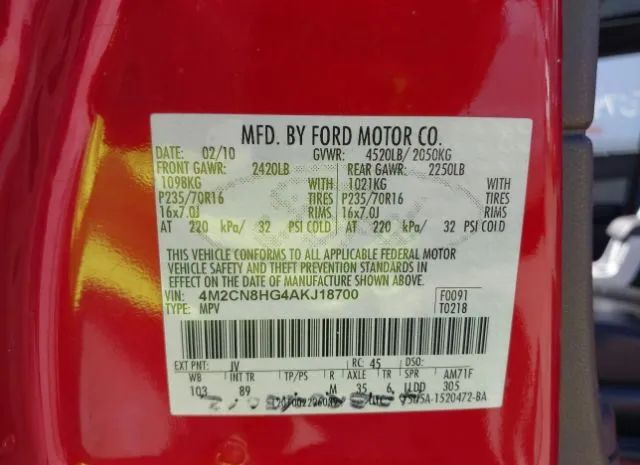 MFD. BY FORD MOTOR CO.
DATE: 02/10 GVWR: 4520LB/ 2050KG
FRONT GAWR: 2420LB REAR GAWR: 2250LB
1098KG WITH 1021KG WITH
P235/70R16 TIRES P235/70R16 TIRES
16x7.0J RIMS 16x7.0J RIMS
AT 220 kPa/ 32 PSI COLD AT 220 kPa/ 32 PSI COLD
THIS VEHICLE CONFORMS TO ALL APPLICABLE FEDERAL MOTOR
VEHICLE SAFETY AND THEFT PREVENTION STANDARDS IN
EFFECT ON THE DATE OF MANUFACTURE SHOWN ABOVE.
VIN: 4M2CN8HG4AKJ18700 F0091
TYPE: MPV T0218
EXT PNT: JV RC: 45 DSO:
WB INT TR TP/PS R AXLE TR SPR AM71F
103 89 M 35 6 JJDD 305